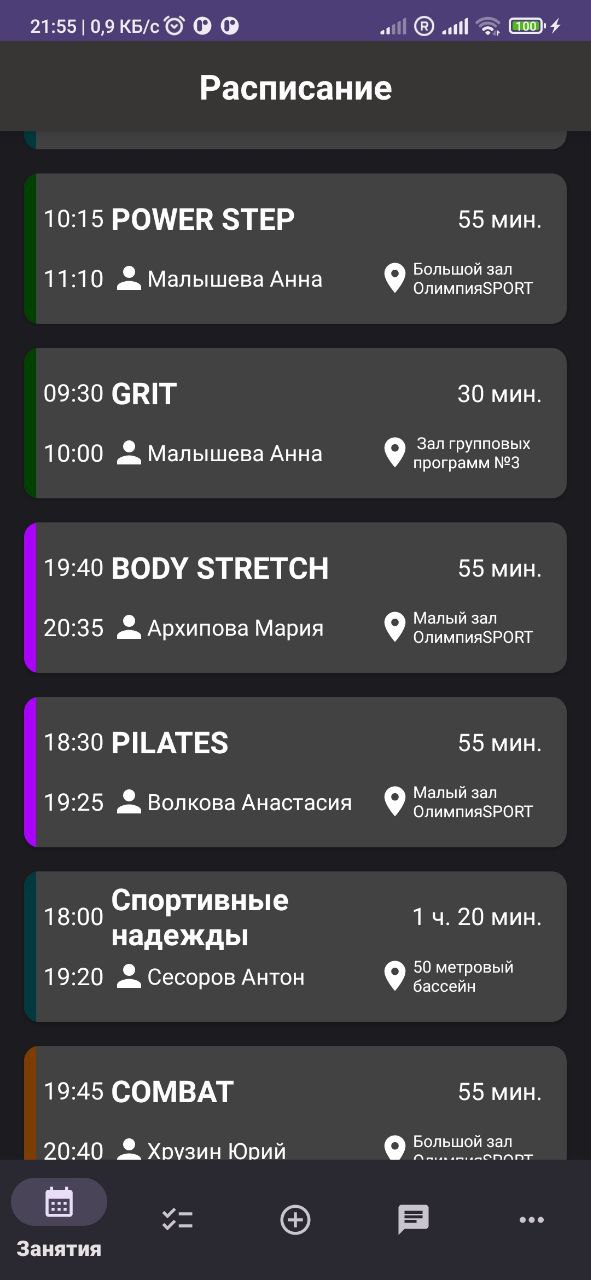 21:55 | 0,9 КБ/с
R
100
Расписание
10:15 POWER STEP 55 мин.
11:10 Малышева Анна Большой зал
ОлимпияSPORT
09:30 GRIT 30 мин.
10:00 Малышева Анна Зал групповых
программ №3
19:40 BODY STRETCH 55 мин.
20:35 Архипова Мария Малый зал
ОлимпияSPORT
18:30 PILATES 55 мин.
19:25 Волкова Анастасия Малый зал
ОлимпияSPORT
18:00 Спортивные
надежды 1 ч. 20 мин.
19:20 Сесоров Антон 50 метровый
бассейн
19:45 COMBAT 55 мин.
20:40 Хрузин Юрий Большой зал
ОлимпияSPORT
Занятия